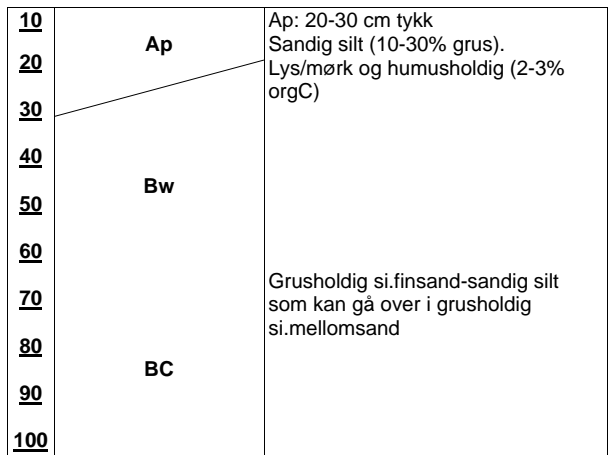 10
Ap
Ap: 20-30 cm tykk
Sandig silt (10-30% grus).
20
Lys/mørk og humusholdig (2-3%
orgC)
30
40
Bw
50
60
Grusholdig si.finsand-sandig silt
70
som kan gå over i grusholdig
si.mellomsand
80
BC
90
100